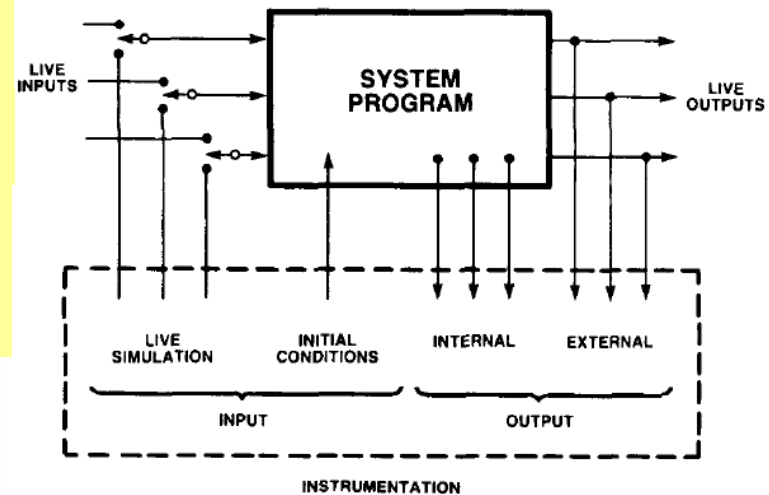 SYSTEM
PROGRAM
LIVE
INPUTS
LIVE
OUTPUTS
LIVE
SIMULATION
INITIAL
CONDITIONS
INTERNAL
EXTERNAL
INPUT
OUTPUT
INSTRUMENTATION